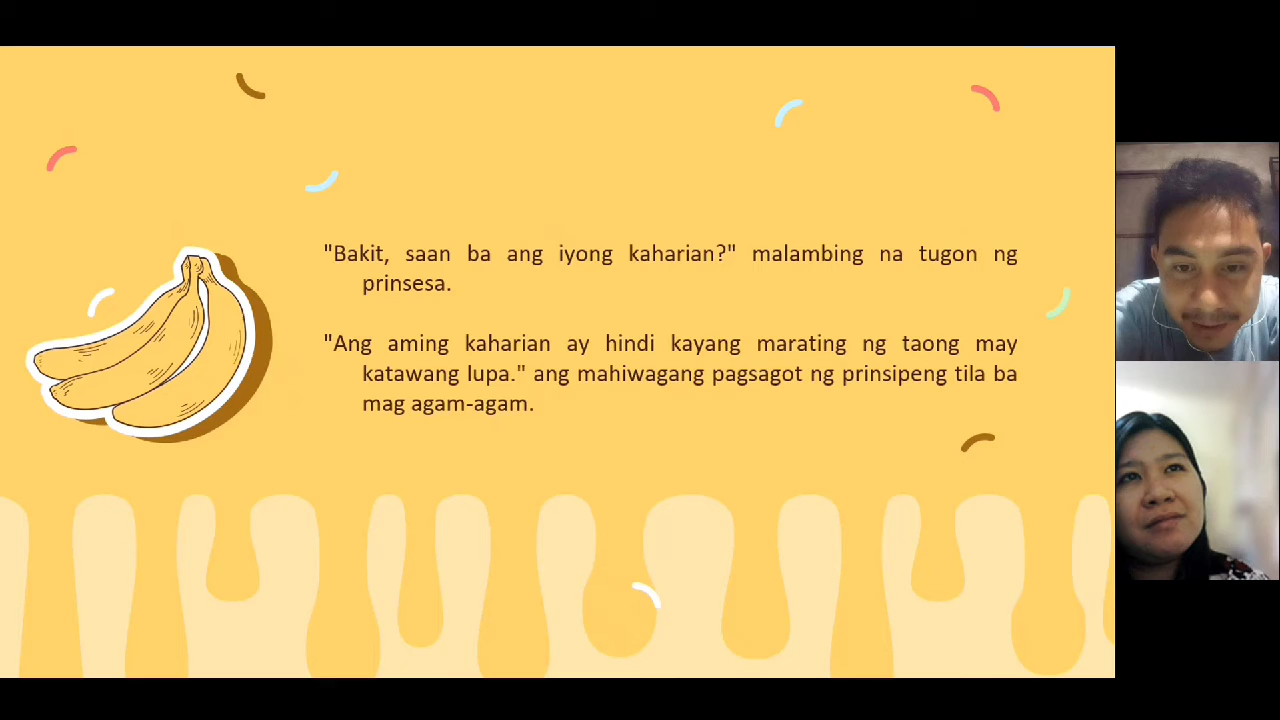 "Bakit, saan ba ang iyong kaharian?" malambing na tugon ng
prinsesa.
"Ang aming kaharian ay hindi kayang marating ng taong may
katawang lupa." ang mahiwagang pagsagot ng prinsipeng tila ba
mag agam-agam.